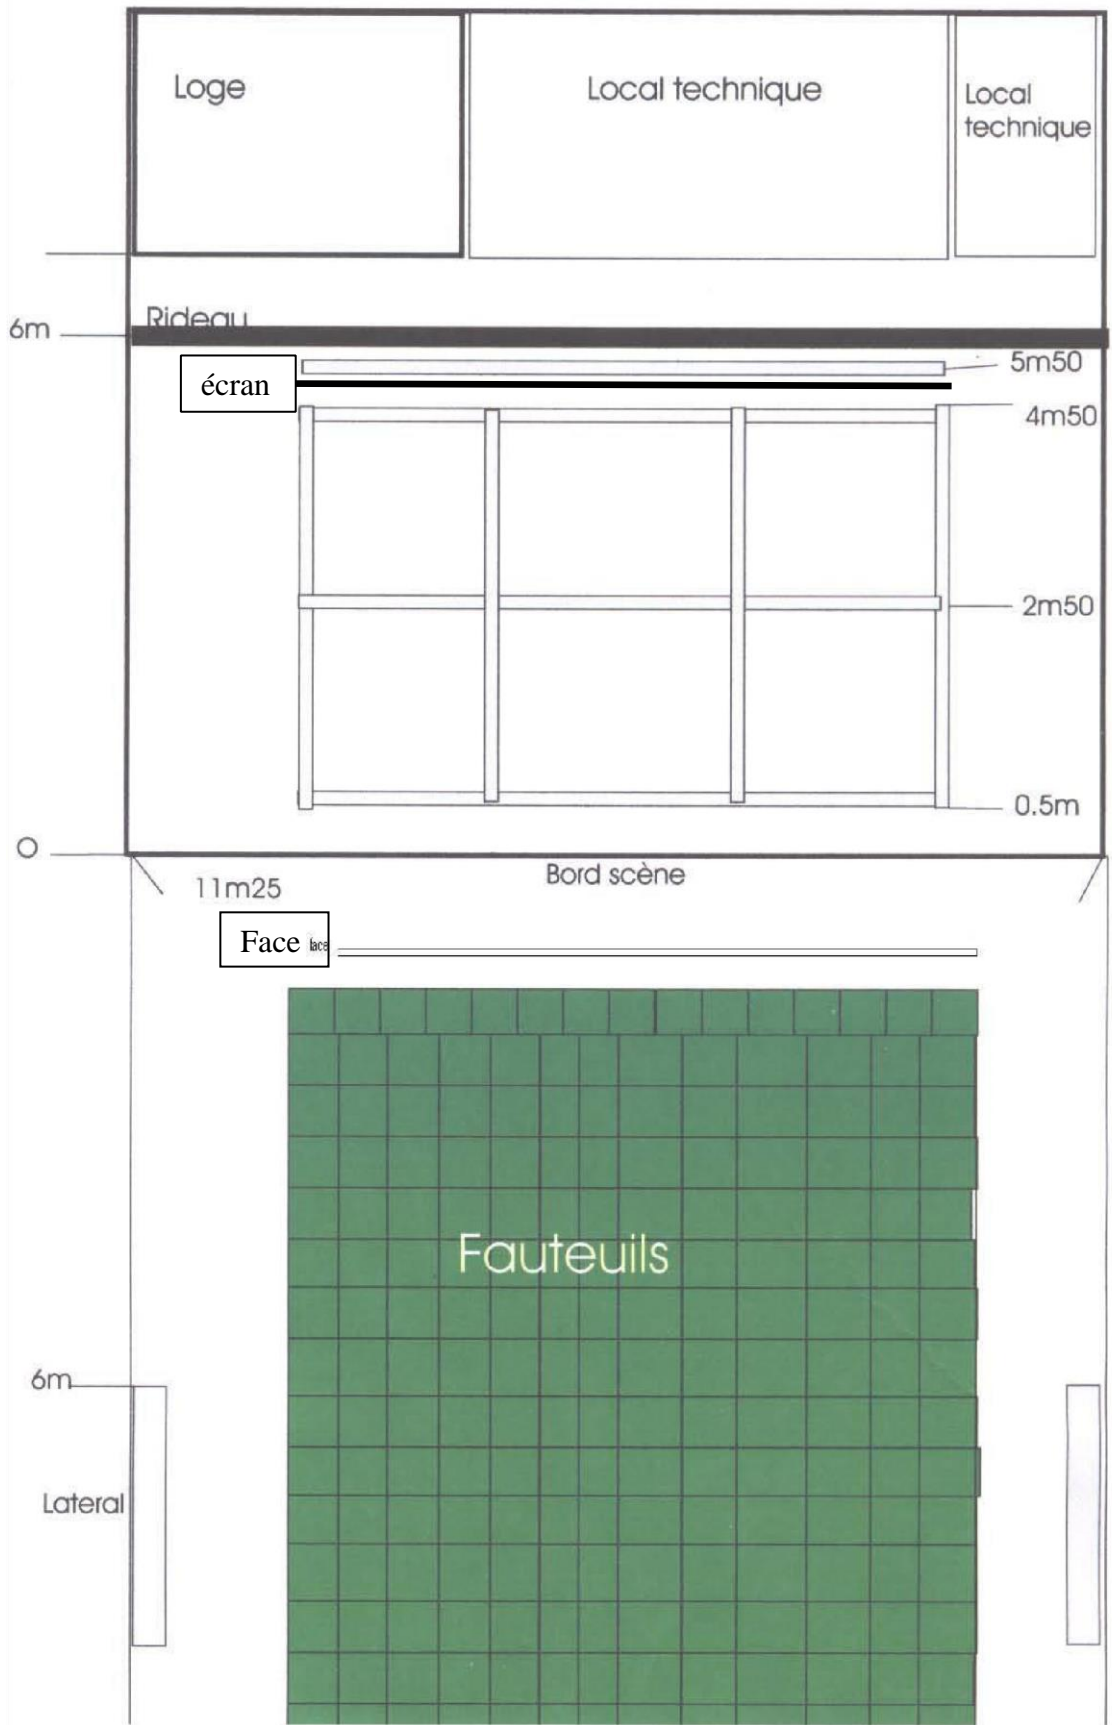 Loge
Local technique
Local
technique
Rideau
6m
écran
5m50
4m50
2m50
0.5m
O
11m25
Bord scène
Face face
Fauteuils
6m
Lateral